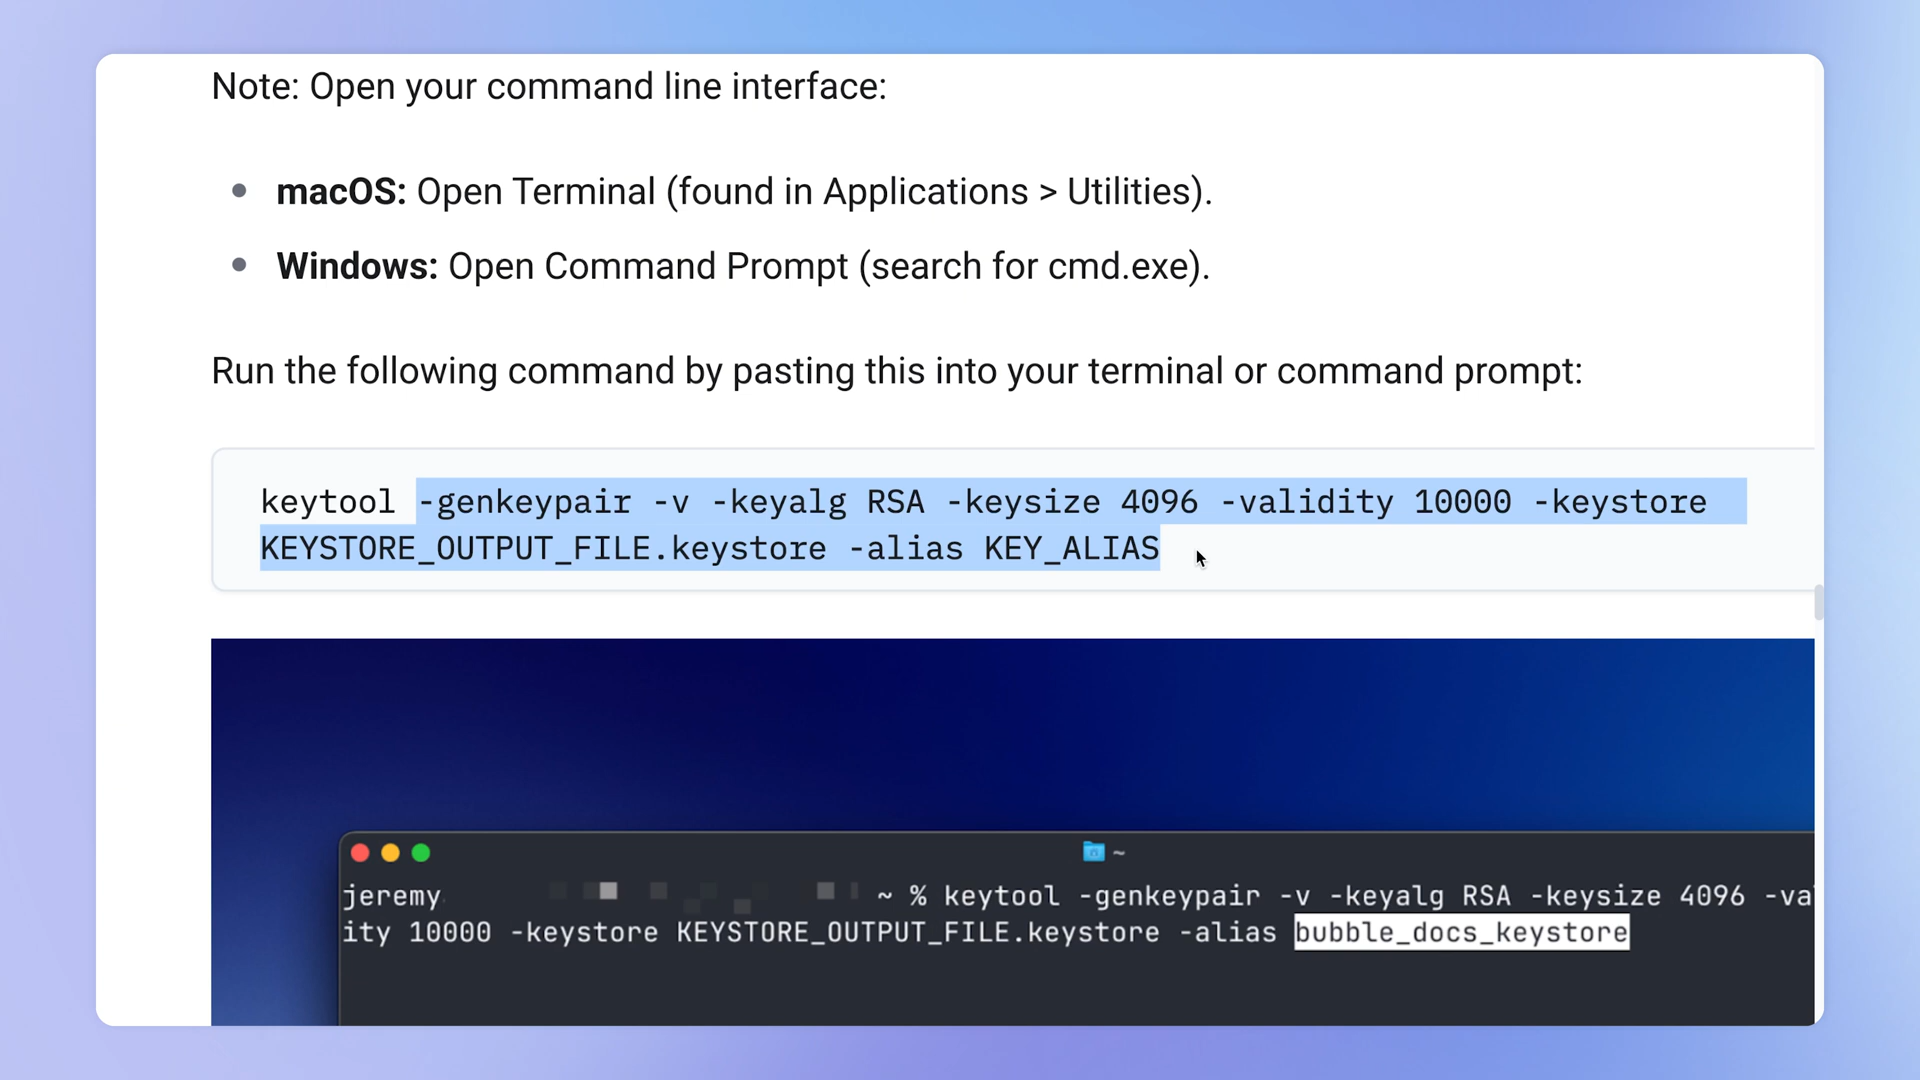 Note: Open your command line interface:
macOS: Open Terminal (found in Applications > Utilities).
Windows: Open Command Prompt (search for cmd.exe).
Run the following command by pasting this into your terminal or command prompt:
keytool -genkeypair -v -keyalg RSA -keysize 4096 -validity 10000 -keystore
KEYSTORE_OUTPUT_FILE.keystore -alias KEY_ALIAS
~
jeremy ~ % keytool -genkeypair -v -keyalg RSA -keysize 4096 -va
ity 10000 -keystore KEYSTORE_OUTPUT_FILE.keystore -alias bubble_docs_keystore